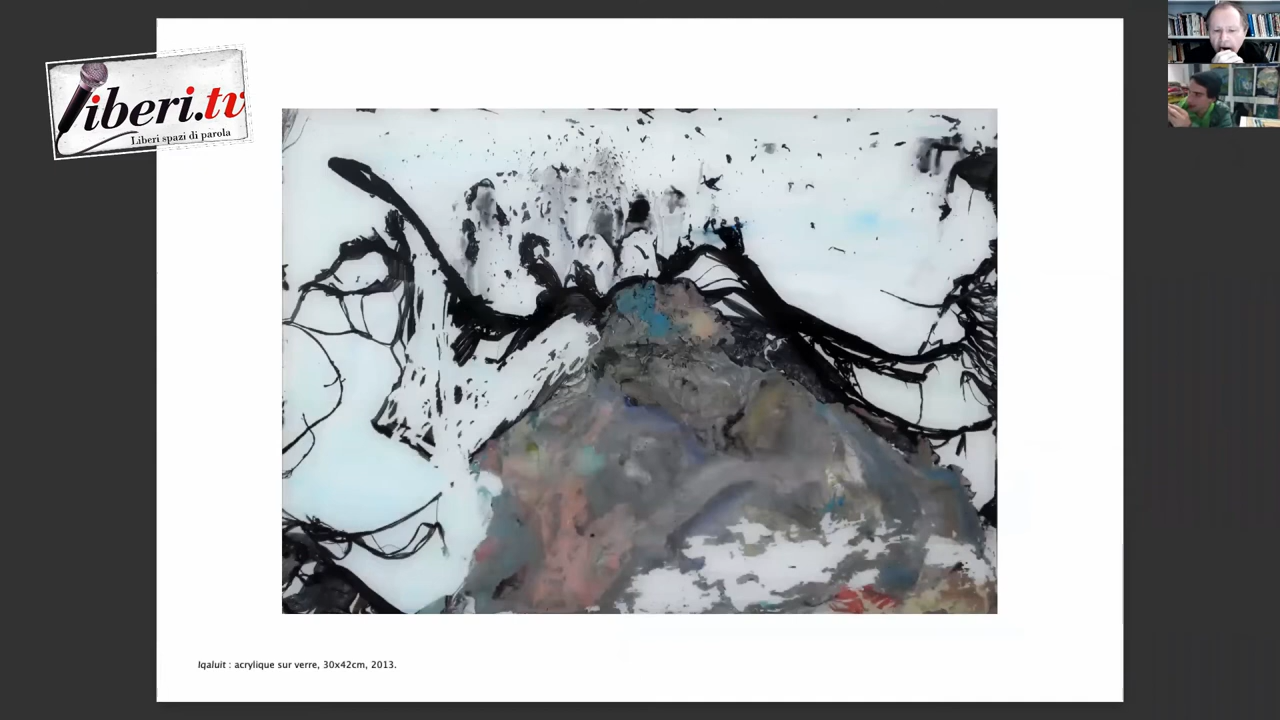 liberi.tv
Liberi spazi di parola
Iqaluit : acrylique sur verre, 30x42cm, 2013.